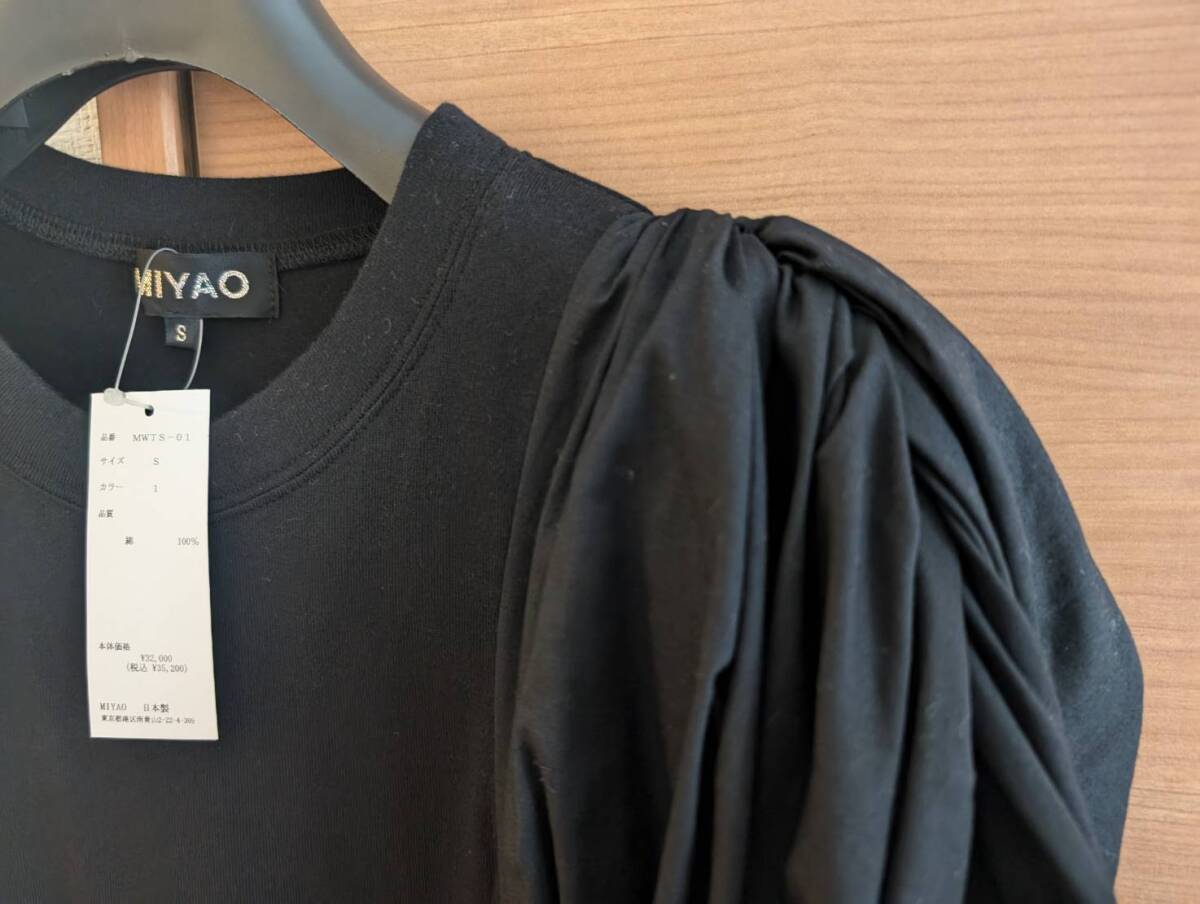 MIYAO
S
品番 MWTS-01
サイズ S
カラー 1
品質
綿 100%
本体価格
¥32,000
(税込 ¥35,200)
MIYAO 日本製
東京都港区南青山2-22-4-305